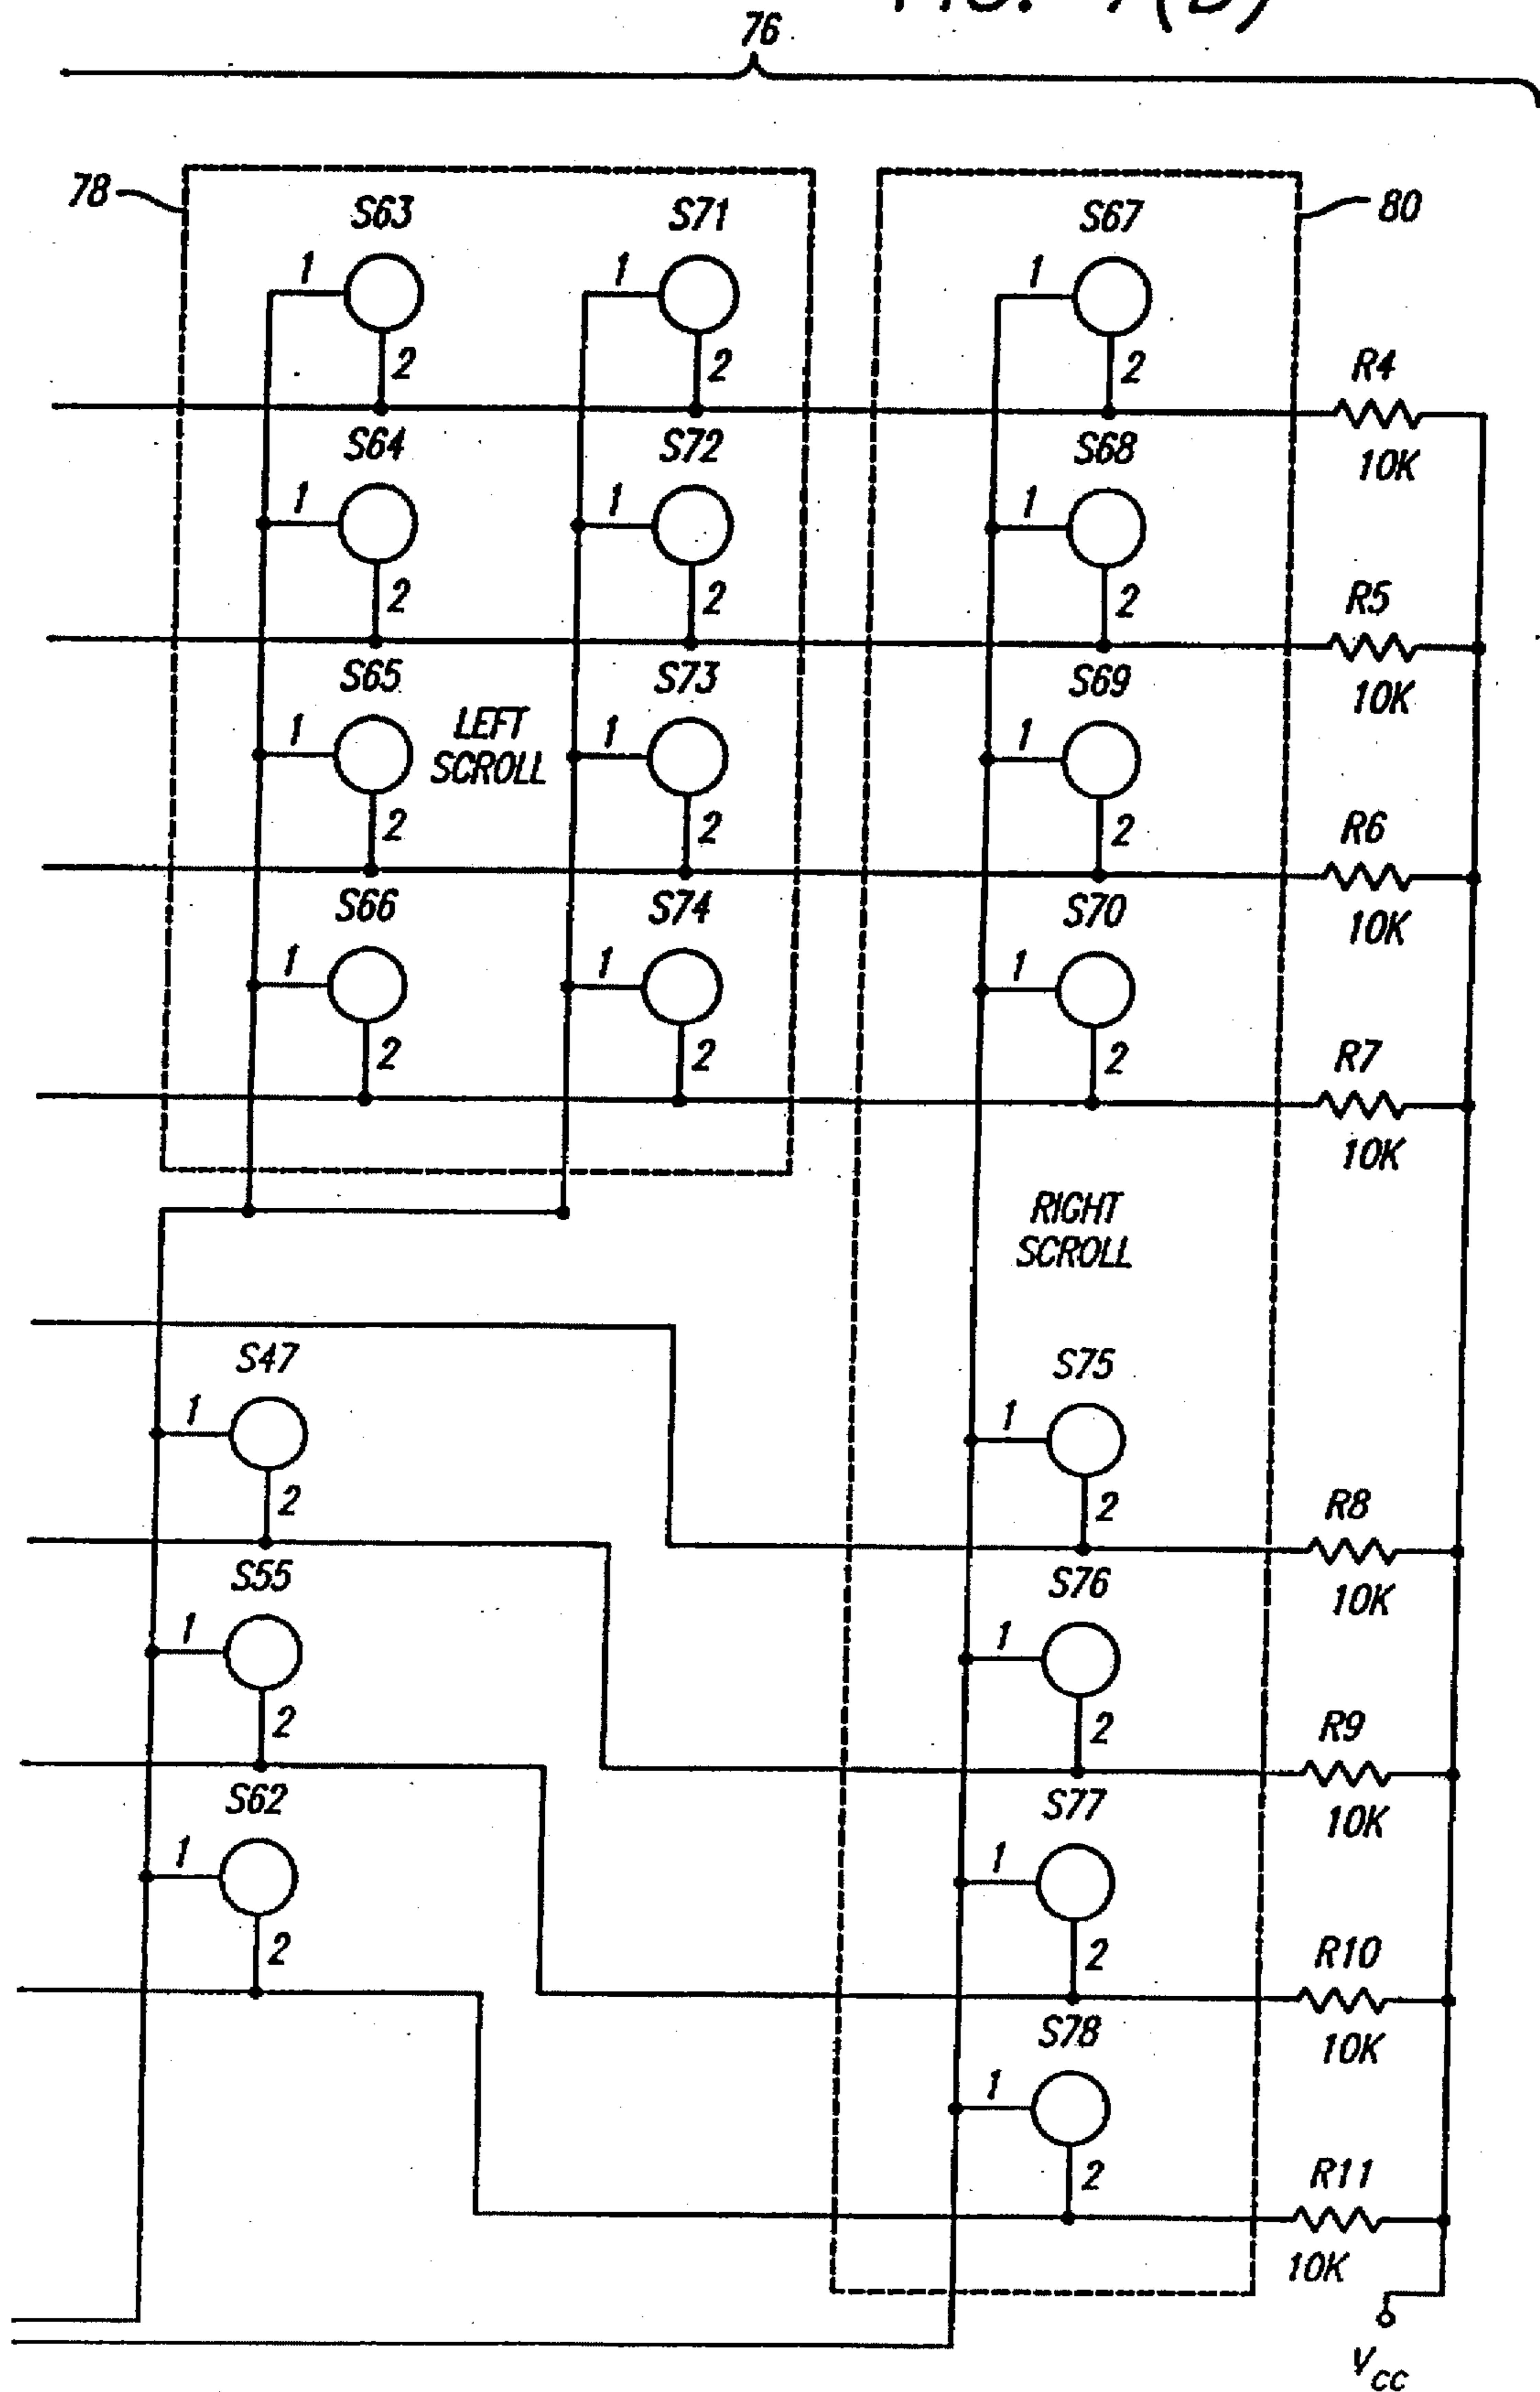 76
78
80
S63
S71
S67
1
1
1
2
2
2
R4
10K
S64
S72
S68
1
1
1
2
2
2
R5
10K
S65
S73
S69
LEFT
SCROLL
1
1
1
2
2
2
R6
10K
S66
S74
S70
1
1
1
2
2
2
R7
10K
RIGHT
SCROLL
S47
S75
1
1
2
2
R8
10K
S55
S76
1
1
2
2
R9
10K
S62
S77
1
1
2
2
R10
10K
S78
1
2
R11
10K
VCC